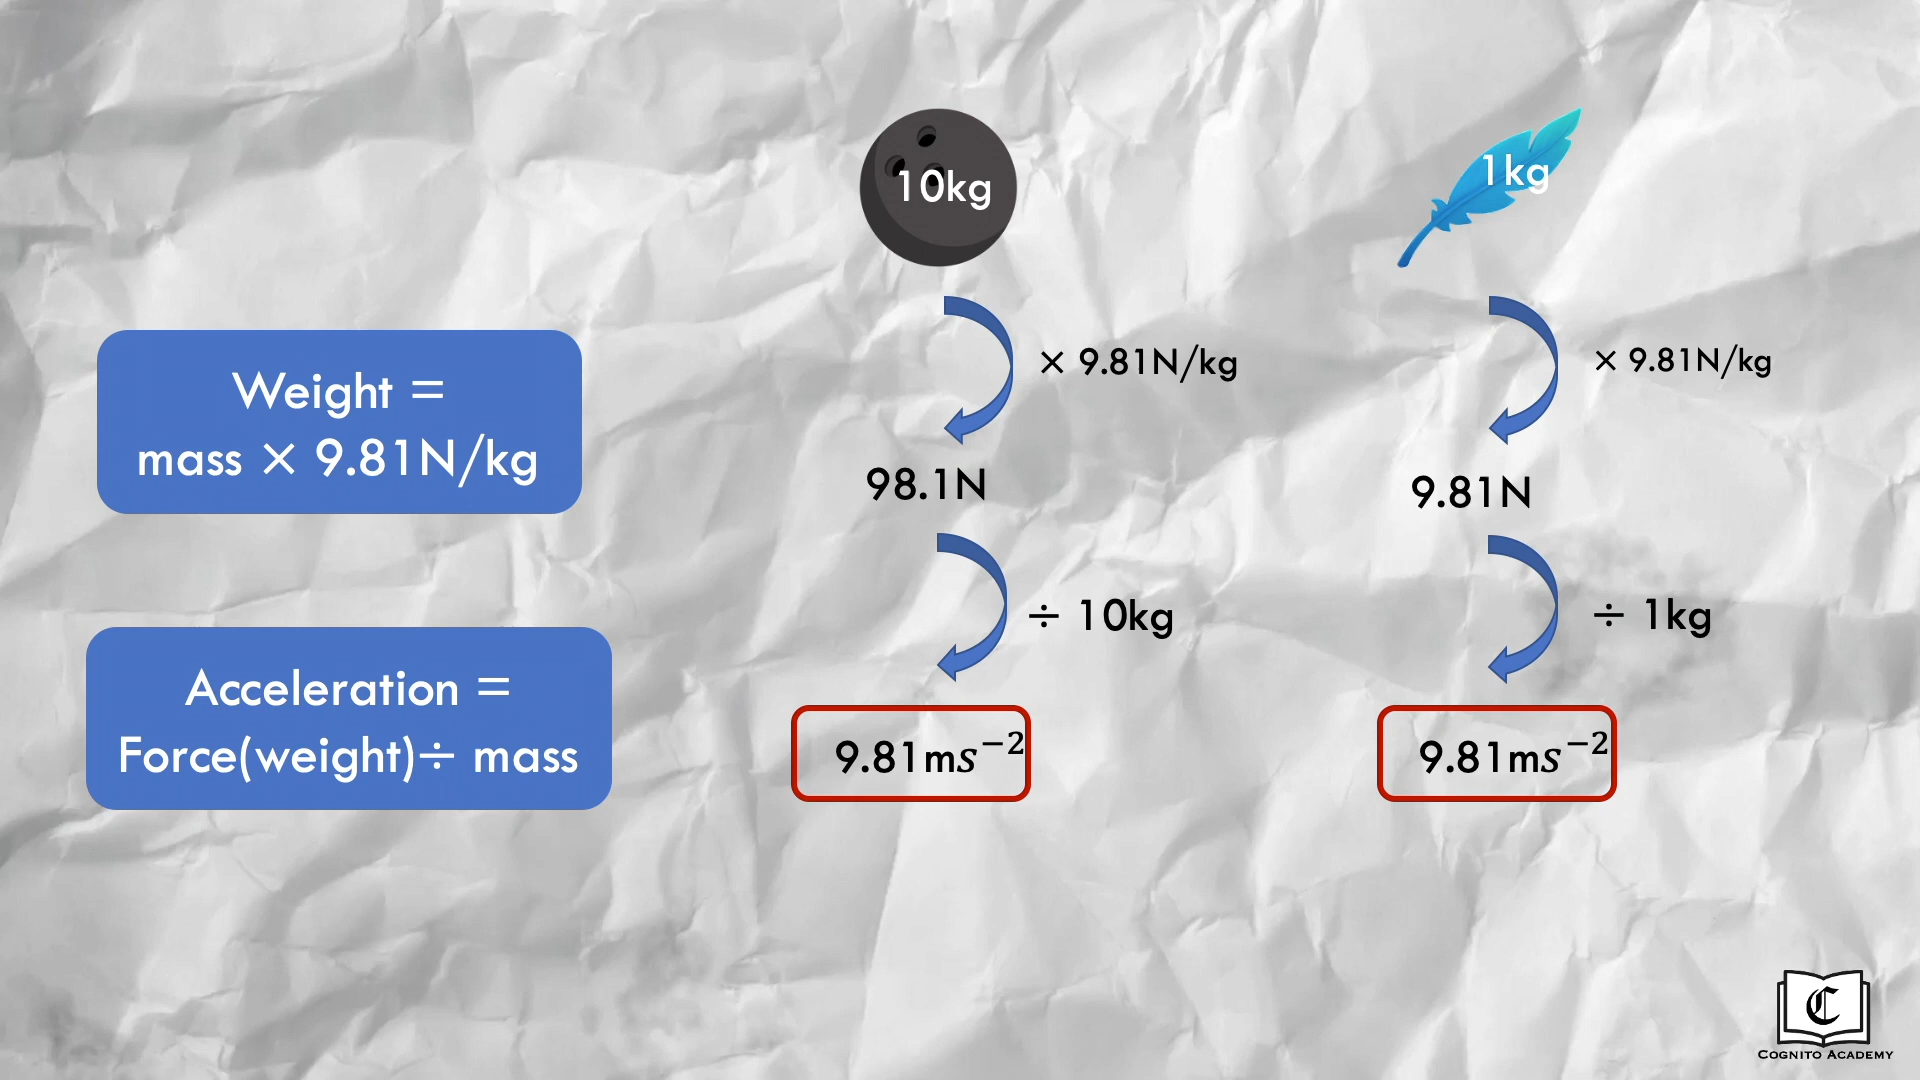 10kg
1kg
Weight =
mass × 9.81N/kg
× 9.81N/kg
× 9.81N/kg
98.1N
9.81N
Acceleration =
Force(weight)÷ mass
÷ 10kg
÷ 1kg
9.81ms⁻²
9.81ms⁻²
C
COGNITO ACADEMY